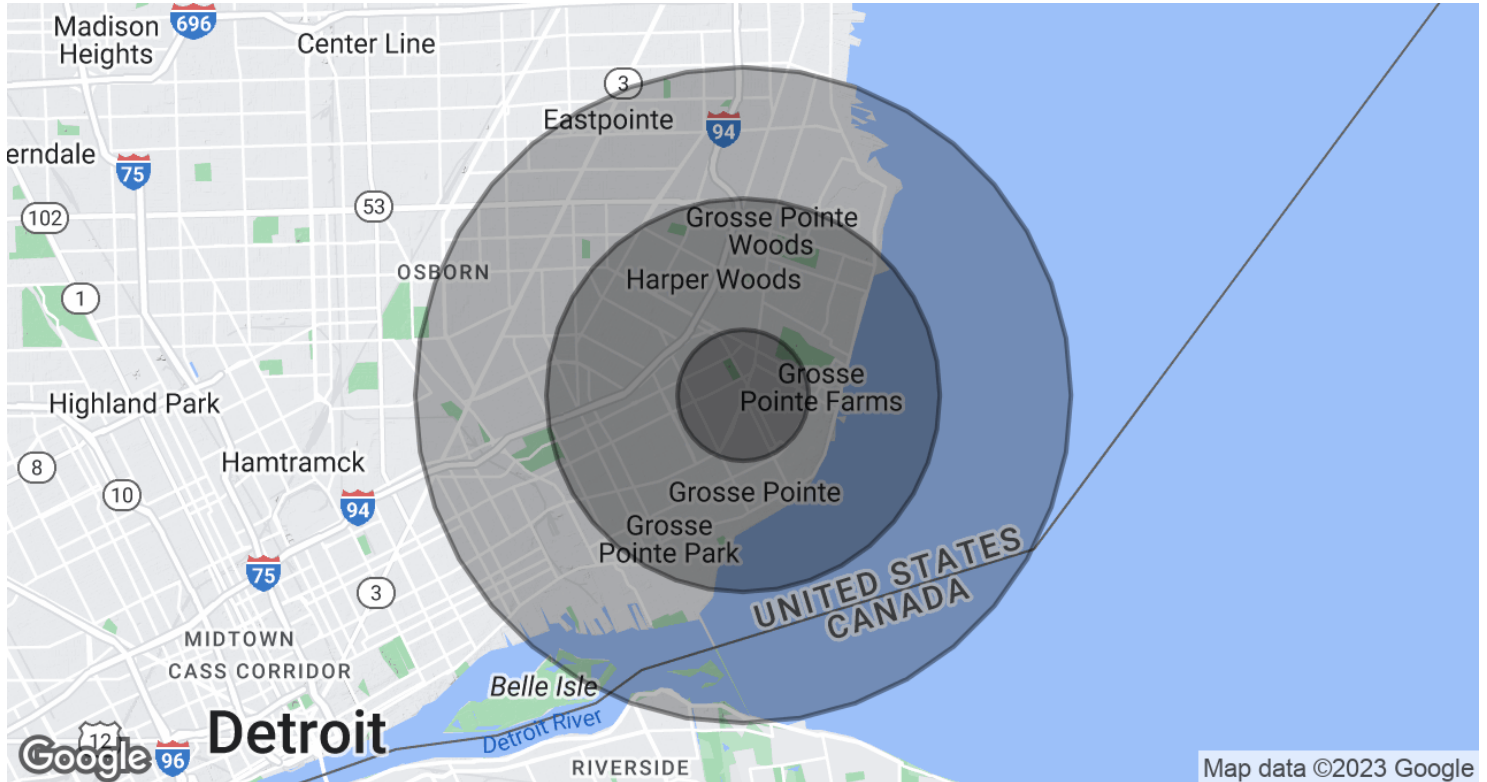 696
Madison
Heights
Center Line
3
Eastpointe
94
erndale
75
102
53
Grosse Pointe
Woods
OSBORN
Harper Woods
1
Grosse
Pointe Farms
Highland Park
Hamtramck
8
10
94
Grosse Pointe
Grosse
Pointe Park
UNITED STATES
CANADA
75
3
MIDTOWN
CASS CORRIDOR
Belle Isle
Detroit
Detroit River
12
Google
96
RIVERSIDE
Map data ©2023 Google